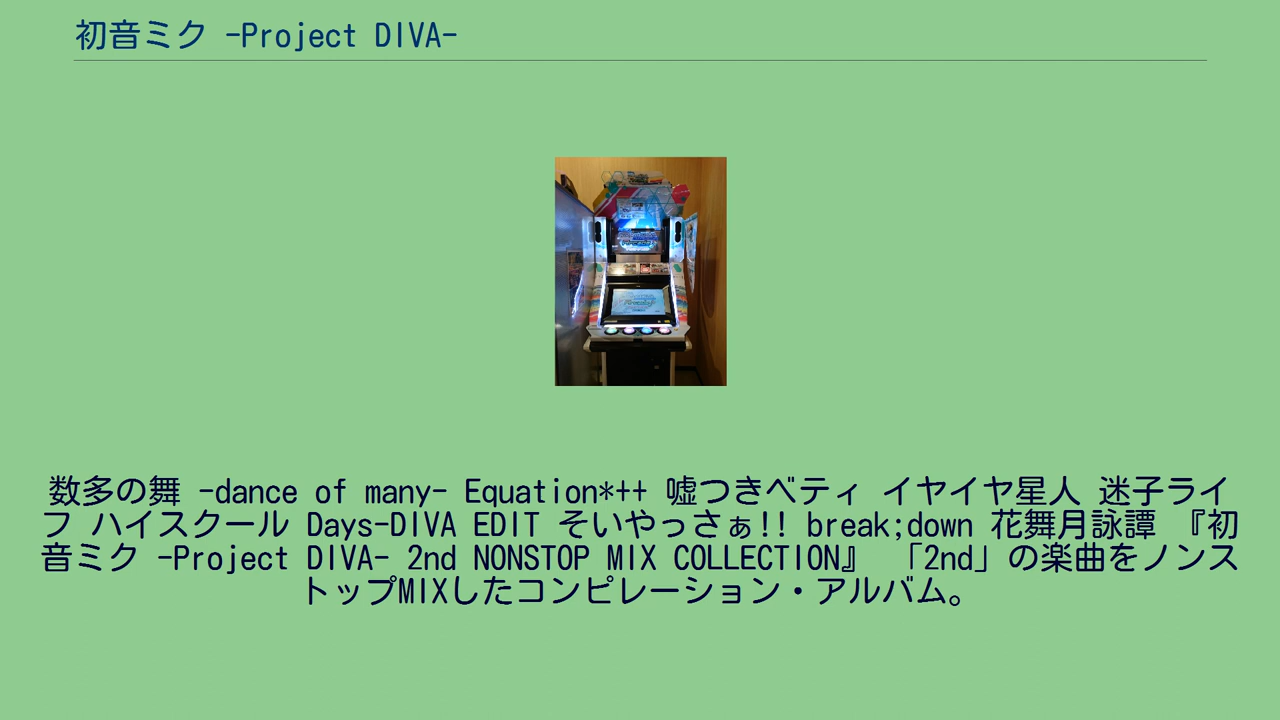 初音ミク -Project DIVA-
数多の舞 -dance of many- Equation*++ 嘘つきベティ イヤイヤ星人 迷子ライ
フ ハイスクール Days-DIVA EDIT そいやっさぁ!! break;down 花舞月詠譚 『初
音ミク -Project DIVA- 2nd NONSTOP MIX COLLECTION』 「2nd」の楽曲をノンス
トップMIXしたコンピレーション・アルバム。